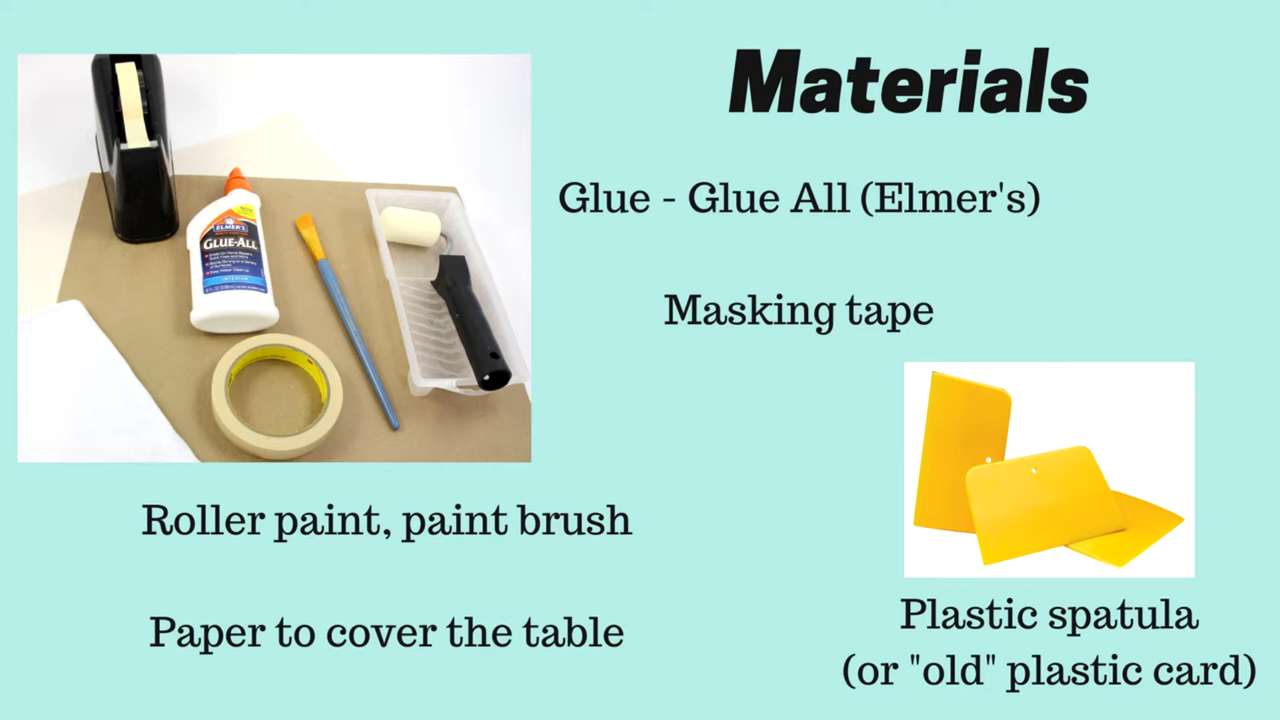 Materials
Glue - Glue All (Elmer's)
Masking tape
Roller paint, paint brush
Paper to cover the table
Plastic spatula
(or "old" plastic card)
ELMER'S
GLUE-ALL